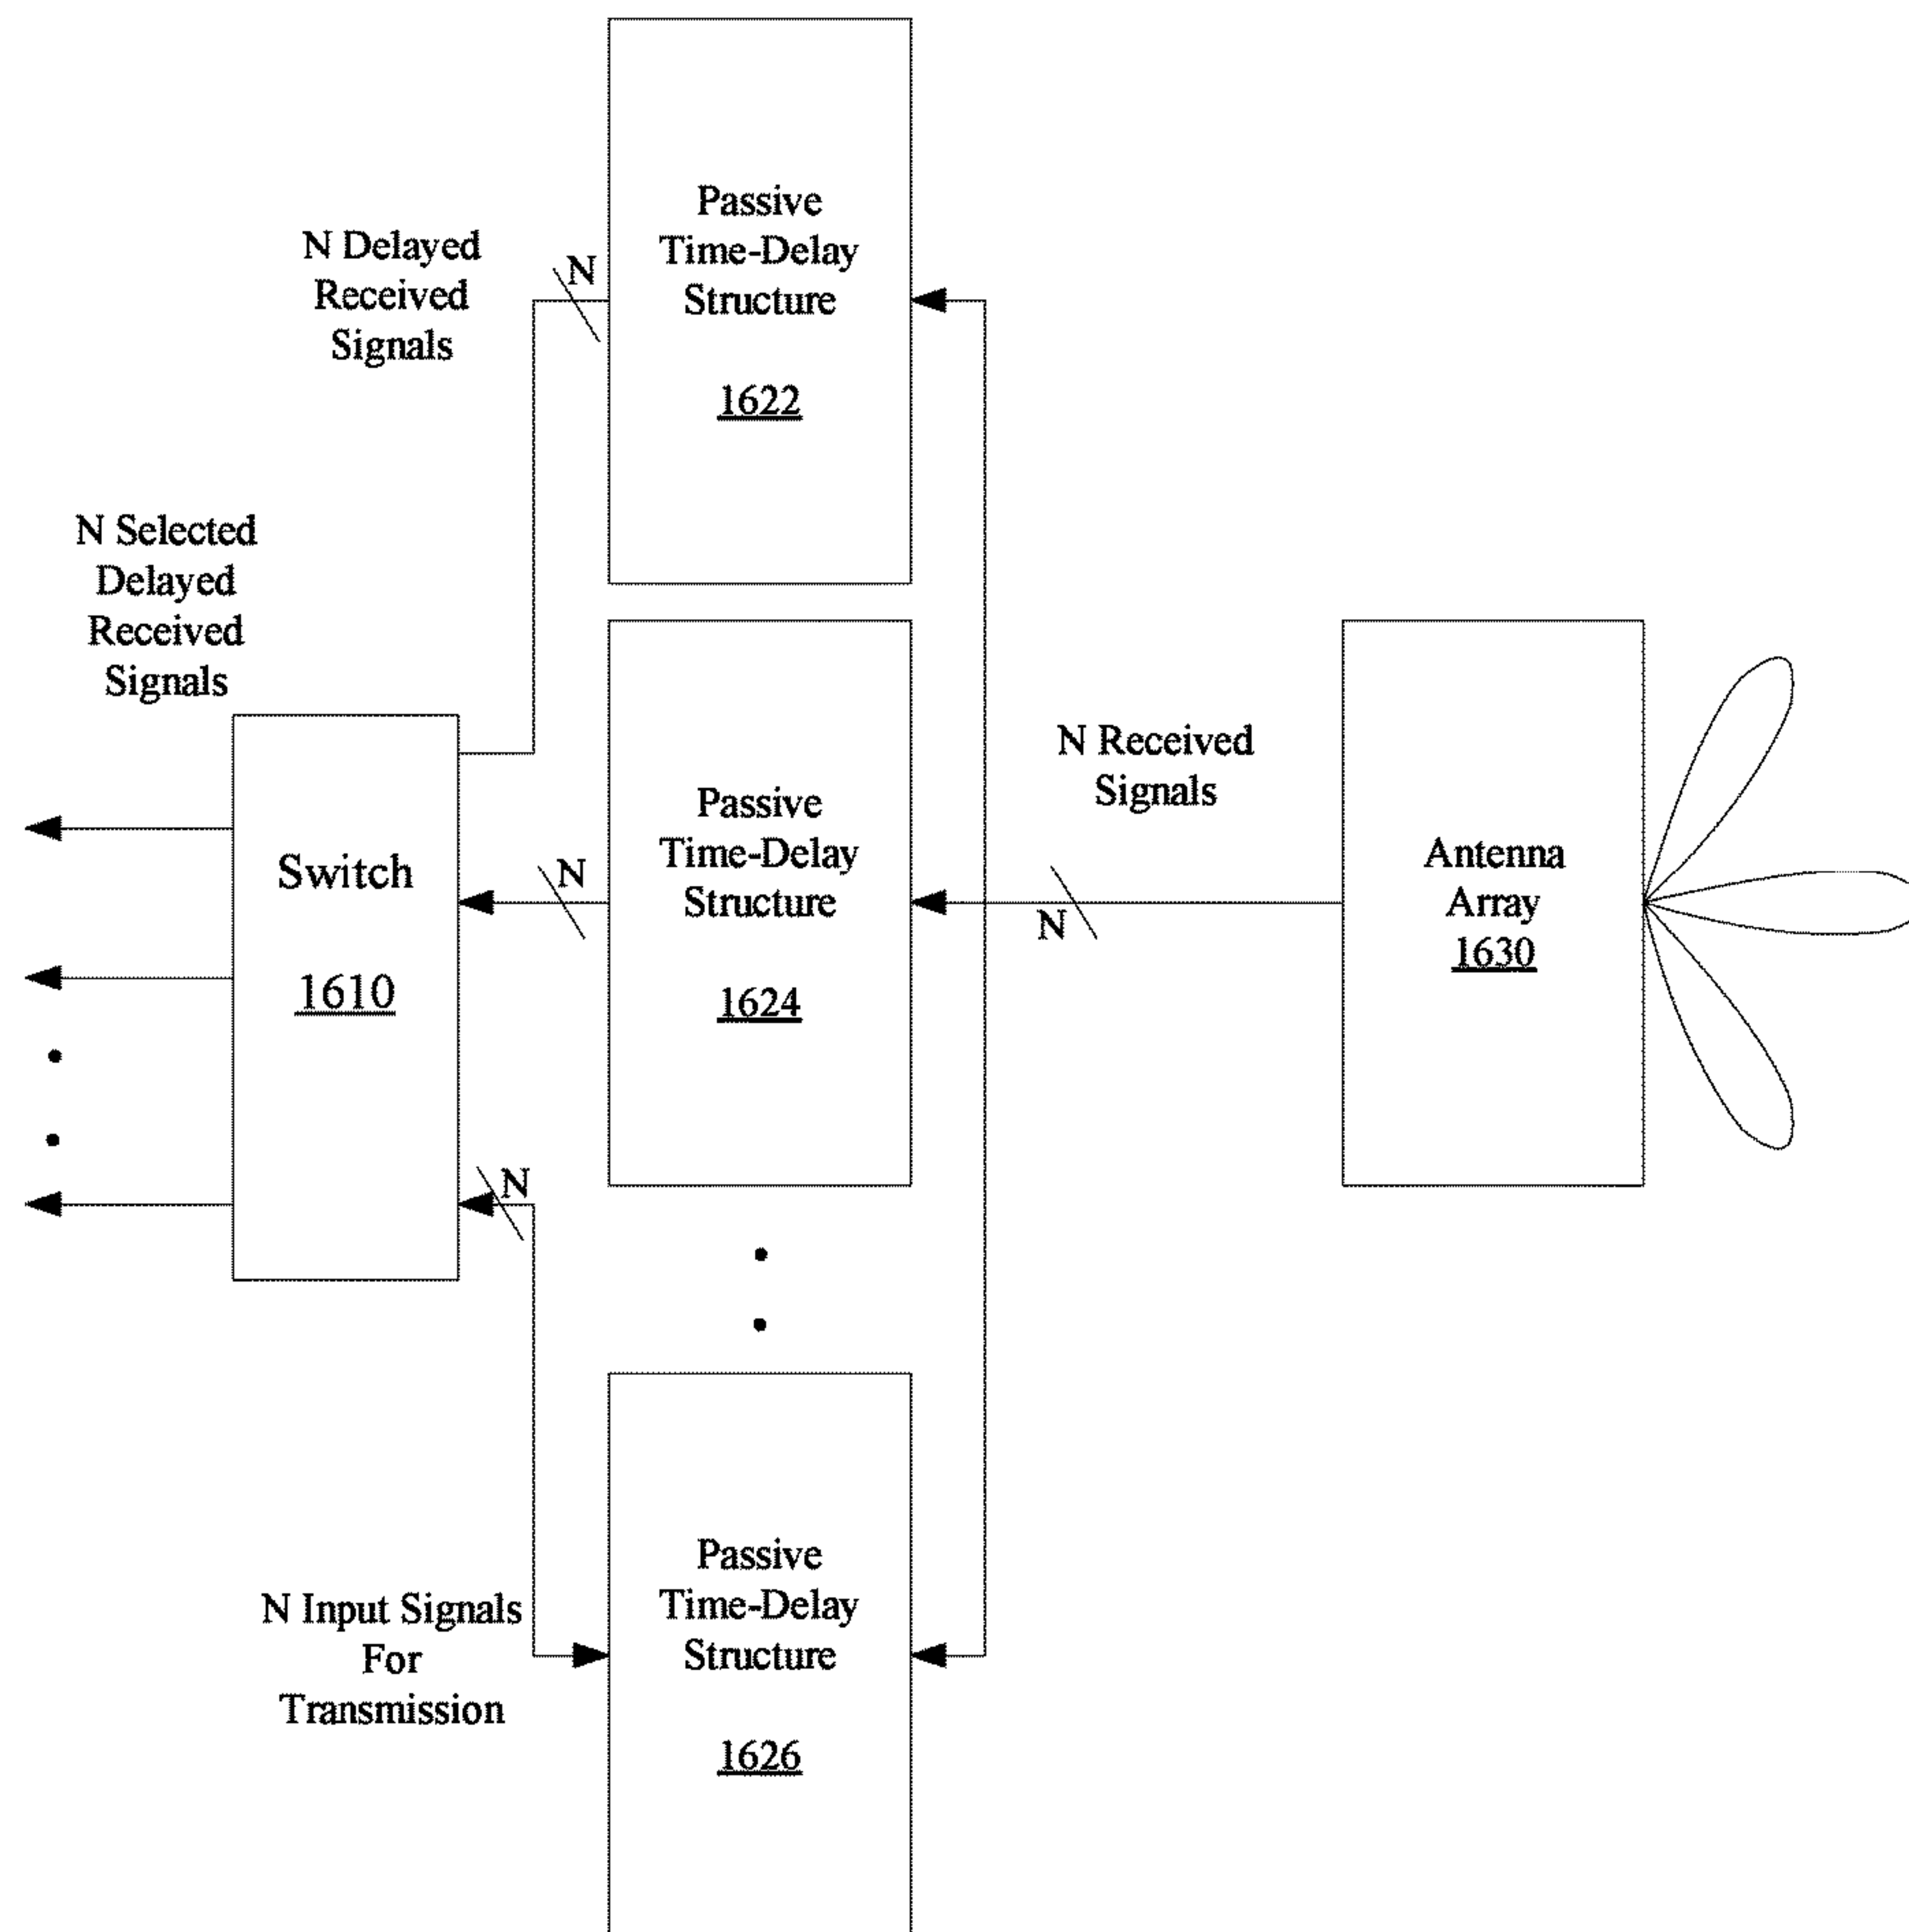 Passive
Time-Delay
Structure
1622
N Delayed
Received
Signals
N
N Selected
Delayed
Received
Signals
Switch
1610
N
Passive
Time-Delay
Structure
1624
N Received
Signals
N
Antenna
Array
1630
N
N Input Signals
For
Transmission
Passive
Time-Delay
Structure
1626